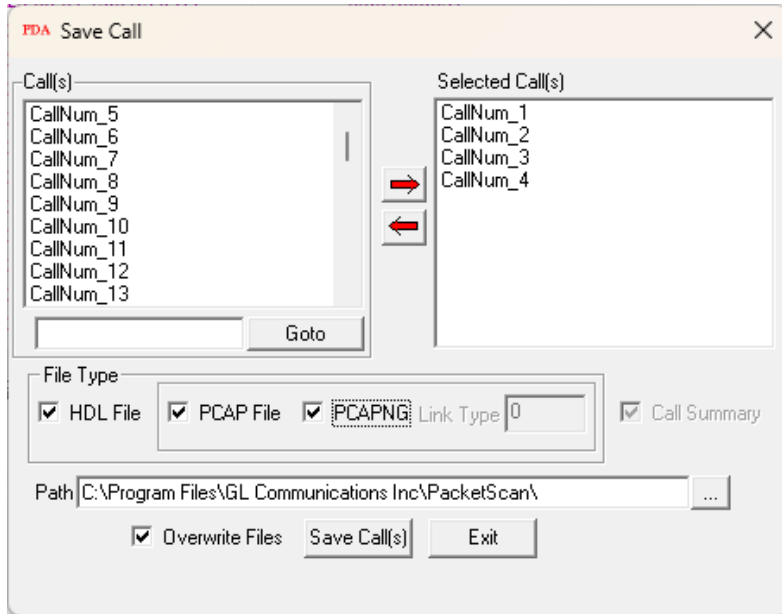 PDA Save Call
Call(s)
CallNum_5
CallNum_6
CallNum_7
CallNum_8
CallNum_9
CallNum_10
CallNum_11
CallNum_12
CallNum_13
Goto
Selected Call(s)
CallNum_1
CallNum_2
CallNum_3
CallNum_4
File Type
HDL File PCAP File PCAPNG Link Type 0 Call Summary
Path C:\Program Files\GL Communications Inc\PacketScan\ ...
Overwrite Files Save Call(s) Exit